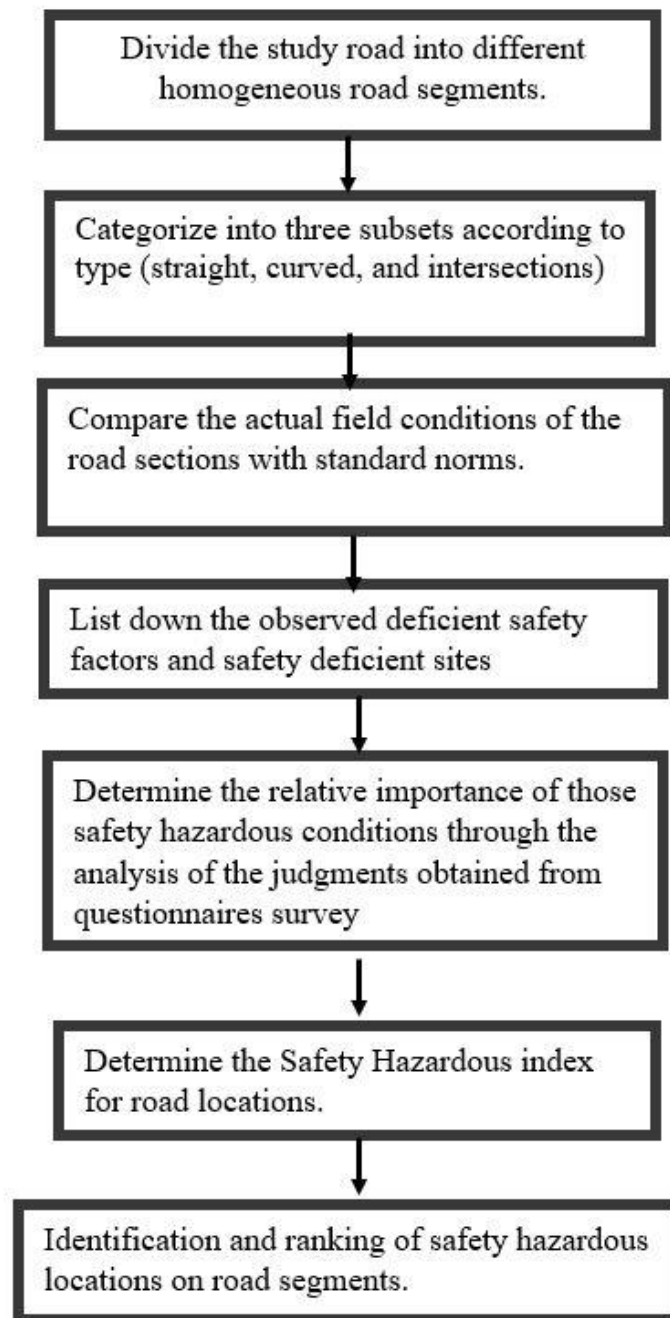 Divide the study road into different
homogeneous road segments.
Categorize into three subsets according to
type (straight, curved, and intersections)
Compare the actual field conditions of the
road sections with standard norms.
List down the observed deficient safety
factors and safety deficient sites
Determine the relative importance of those
safety hazardous conditions through the
analysis of the judgments obtained from
questionnaires survey
Determine the Safety Hazardous index
for road locations.
Identification and ranking of safety hazardous
locations on road segments.